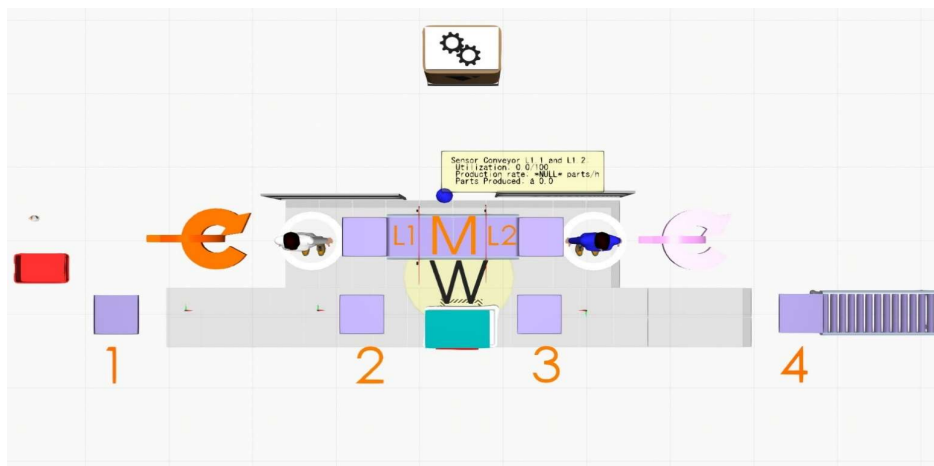 Sensor Conveyor L1.1 and L1.2.
Utilization: 0.0/100
Production rate: *NULL* parts/h
Parts Produced: à 0.0
L1 M L2
W
1 2 3 4